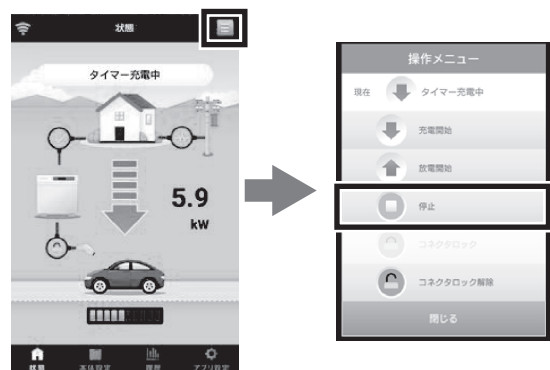 状態
タイマー充電中
5.9
kW
状態
本体設定
履歴
アプリ設定
操作メニュー
現在 タイマー充電中
充電開始
放電開始
停止
コネクタロック
コネクタロック解除
閉じる